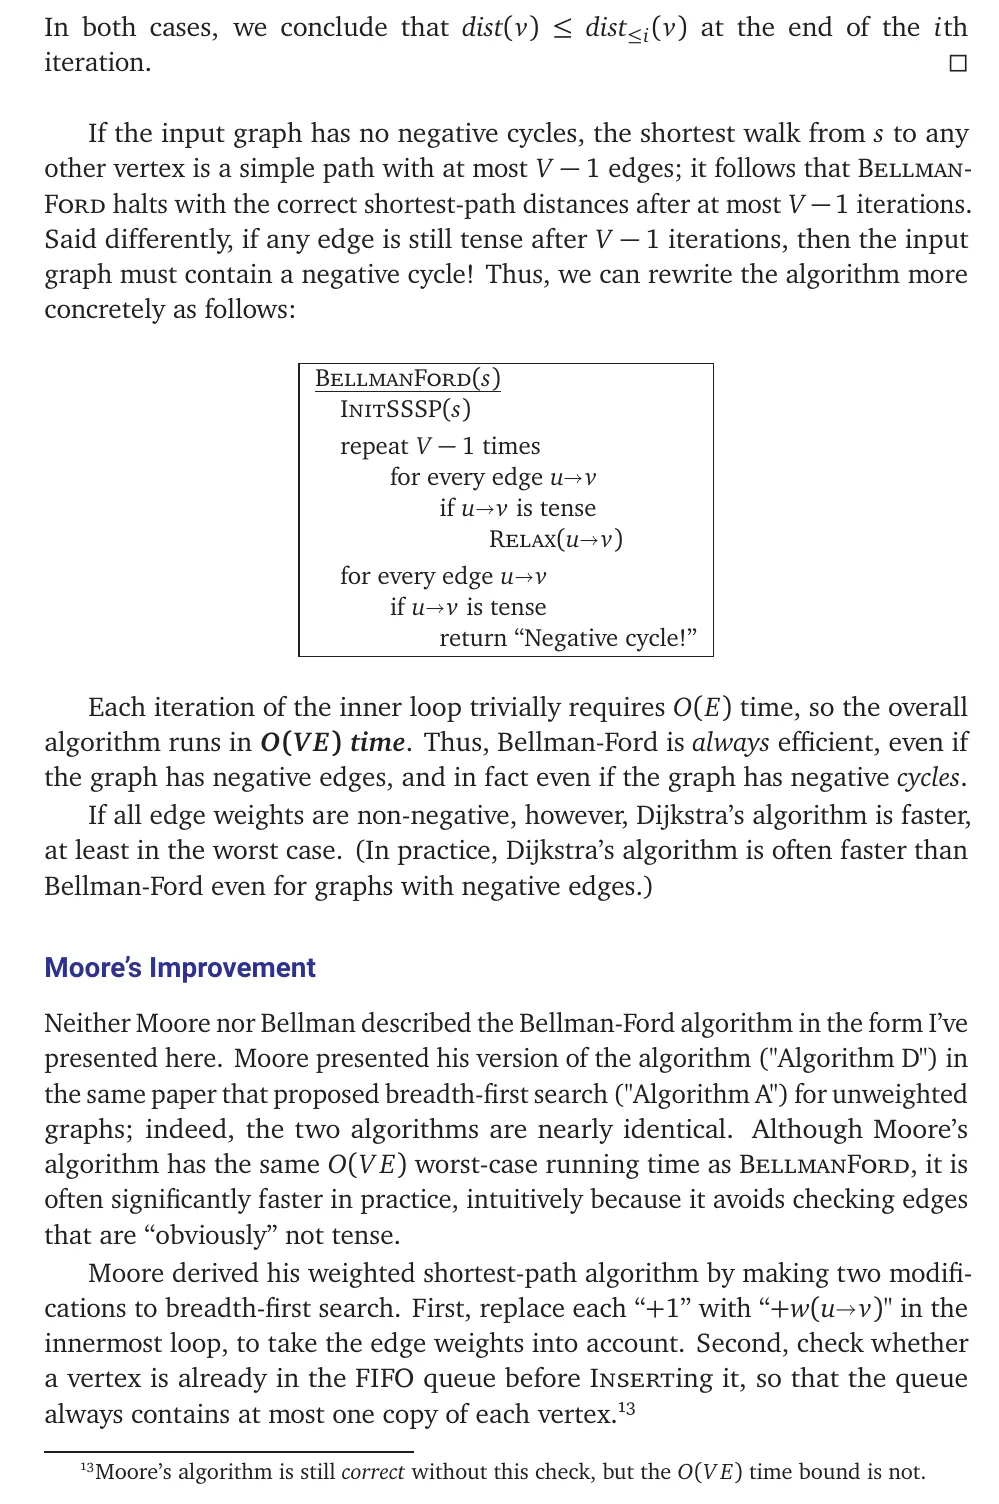 In both cases, we conclude that dist(v) ≤ dist≤i(v) at the end of the ith
iteration. □
If the input graph has no negative cycles, the shortest walk from s to any
other vertex is a simple path with at most V − 1 edges; it follows that BELLMAN-
FORD halts with the correct shortest-path distances after at most V − 1 iterations.
Said differently, if any edge is still tense after V − 1 iterations, then the input
graph must contain a negative cycle! Thus, we can rewrite the algorithm more
concretely as follows:
BELLMANFORD(s)
INITSSSP(s)
repeat V − 1 times
for every edge u→v
if u→v is tense
RELAX(u→v)
for every edge u→v
if u→v is tense
return “Negative cycle!”
Each iteration of the inner loop trivially requires O(E) time, so the overall
algorithm runs in O(VE) time. Thus, Bellman-Ford is always efficient, even if
the graph has negative edges, and in fact even if the graph has negative cycles.
If all edge weights are non-negative, however, Dijkstra’s algorithm is faster,
at least in the worst case. (In practice, Dijkstra’s algorithm is often faster than
Bellman-Ford even for graphs with negative edges.)
Moore’s Improvement
Neither Moore nor Bellman described the Bellman-Ford algorithm in the form I’ve
presented here. Moore presented his version of the algorithm ("Algorithm D") in
the same paper that proposed breadth-first search ("Algorithm A") for unweighted
graphs; indeed, the two algorithms are nearly identical. Although Moore’s
algorithm has the same O(VE) worst-case running time as BELLMANFORD, it is
often significantly faster in practice, intuitively because it avoids checking edges
that are “obviously” not tense.
Moore derived his weighted shortest-path algorithm by making two modifi-
cations to breadth-first search. First, replace each “+1” with “+w(u→v)" in the
innermost loop, to take the edge weights into account. Second, check whether
a vertex is already in the FIFO queue before INSERTing it, so that the queue
always contains at most one copy of each vertex.¹³
¹³Moore’s algorithm is still correct without this check, but the O(VE) time bound is not.